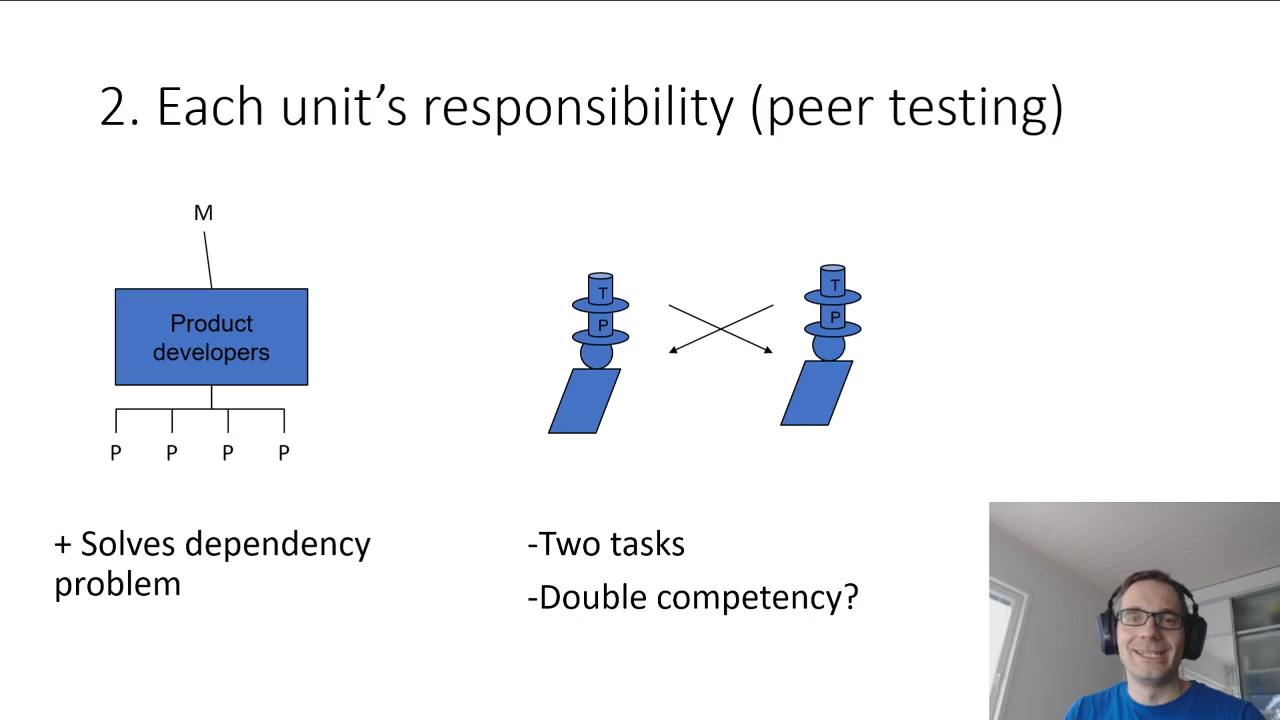 2. Each unit’s responsibility (peer testing)
M
Product
developers
P P P P
T
P
T
P
+ Solves dependency
problem
-Two tasks
-Double competency?